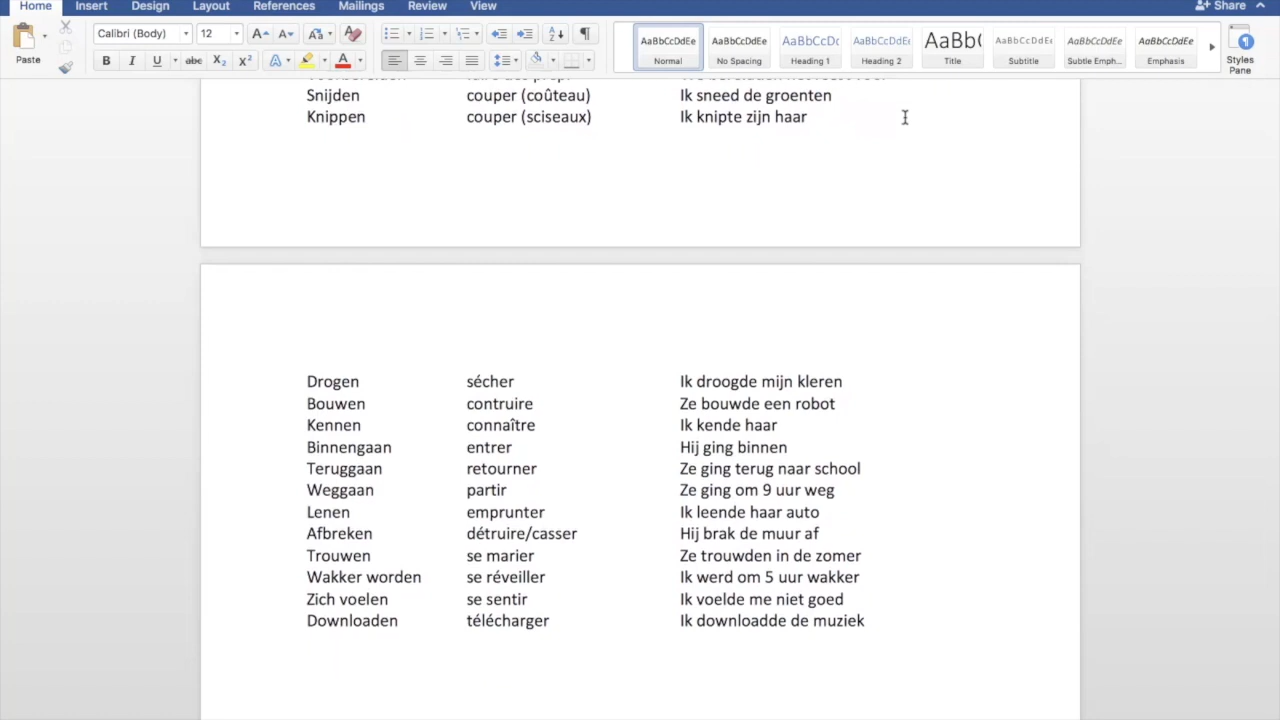 Home Insert Design Layout References Mailings Review View Share
Calibri (Body) 12
Paste
AaBbCcDdEe AaBbCcDdEe AaBbCcDc AaBbCcDdEe AaBbC AaBbCcDdEe AaBbCcDdEe AaBbCcDdEe
Normal No Spacing Heading 1 Heading 2 Title Subtitle Subtle Emph... Emphasis
Styles
Pane
Snijden couper (coûteau) Ik sneed de groenten
Knippen couper (sciseaux) Ik knipte zijn haar
Drogen sécher Ik droogde mijn kleren
Bouwen contruire Ze bouwde een robot
Kennen connaître Ik kende haar
Binnengaan entrer Hij ging binnen
Teruggaan retourner Ze ging terug naar school
Weggaan partir Ze ging om 9 uur weg
Lenen emprunter Ik leende haar auto
Afbreken détruire/casser Hij brak de muur af
Trouwen se marier Ze trouwden in de zomer
Wakker worden se réveiller Ik werd om 5 uur wakker
Zich voelen se sentir Ik voelde me niet goed
Downloaden télécharger Ik downloadde de muziek